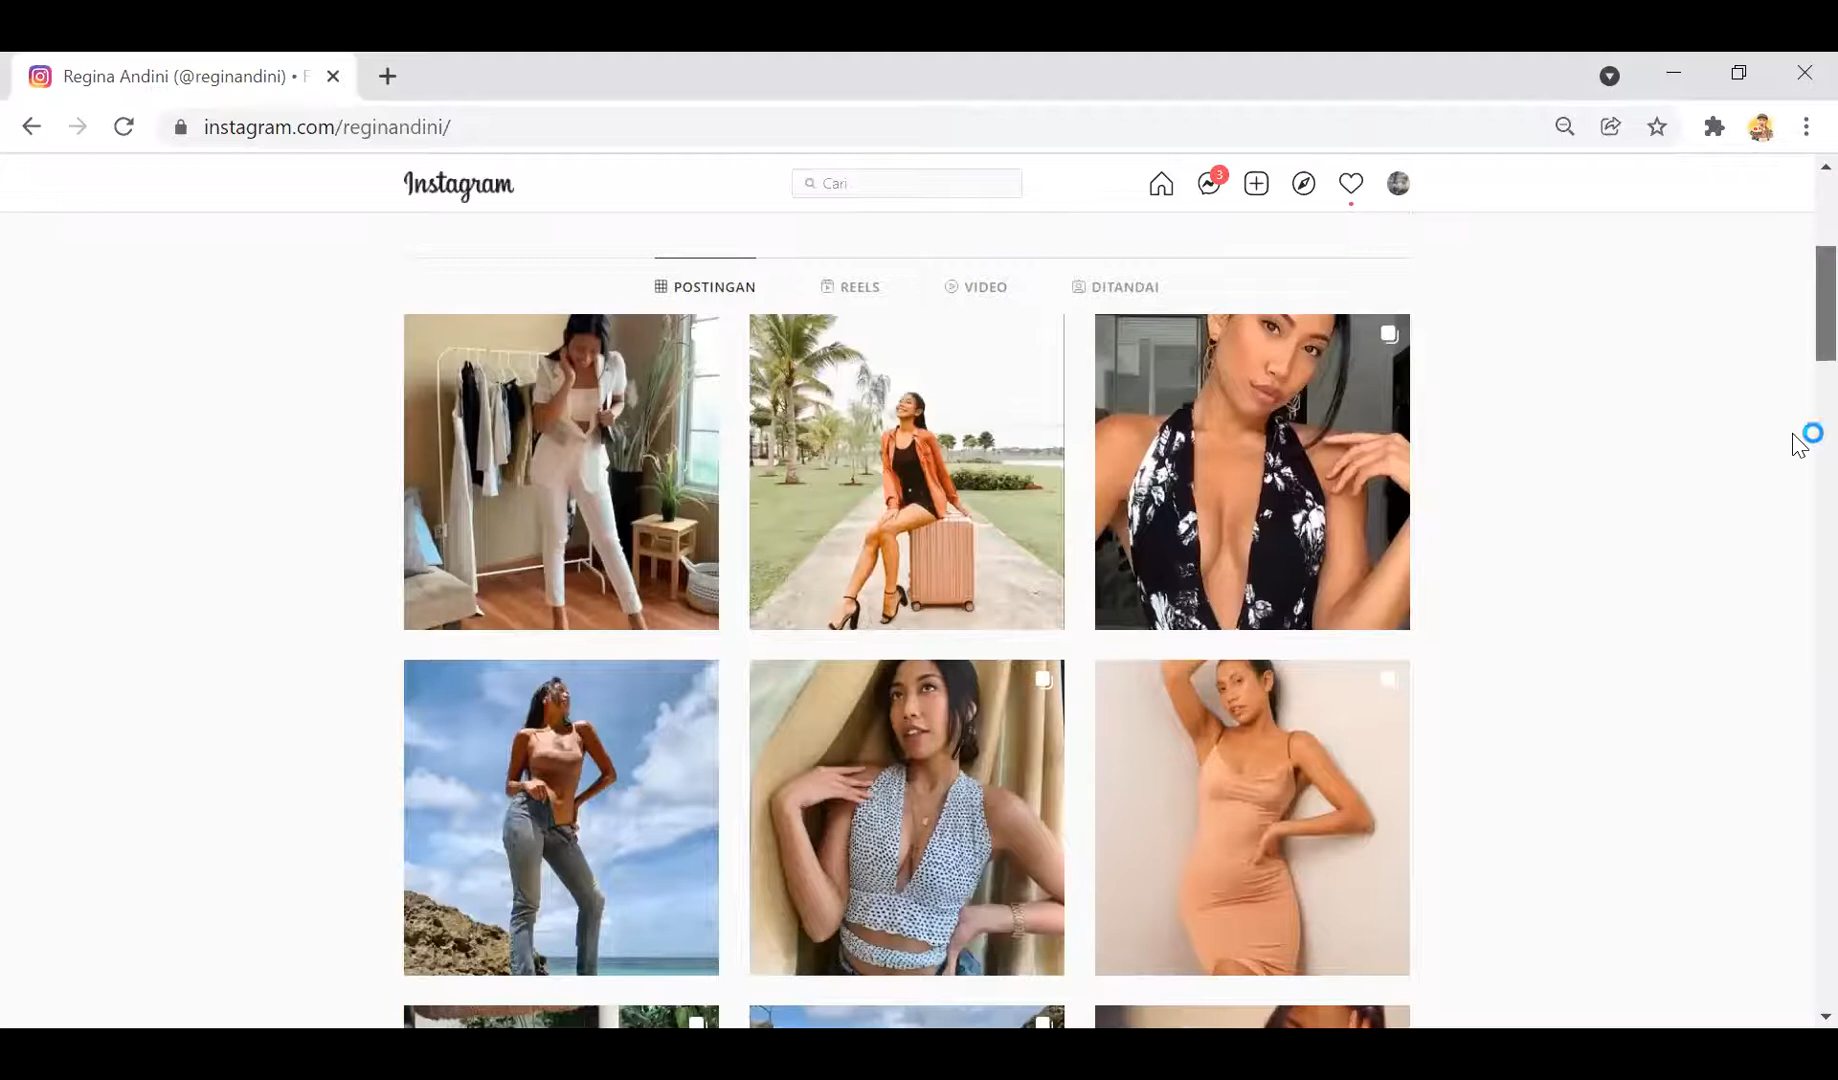 Regina Andini (@reginandini) •
instagram.com/reginandini/
Instagram
Cari
3
POSTINGAN
REELS
VIDEO
DITANDAI